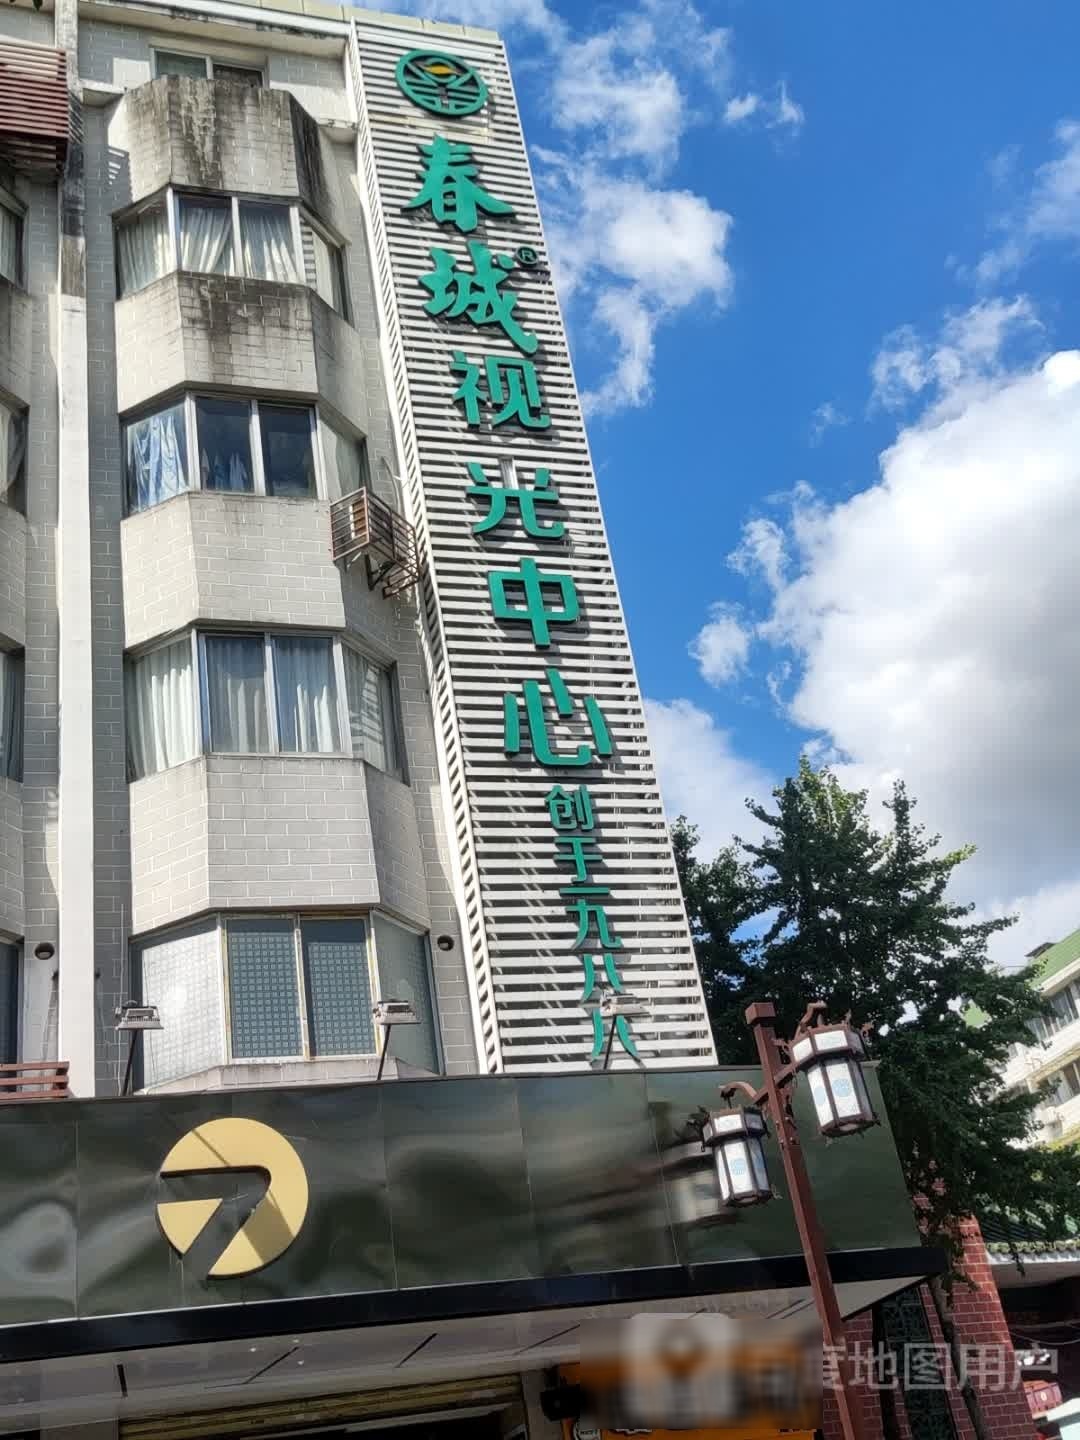 春城®视光中心
创于一九八八
度地图用户